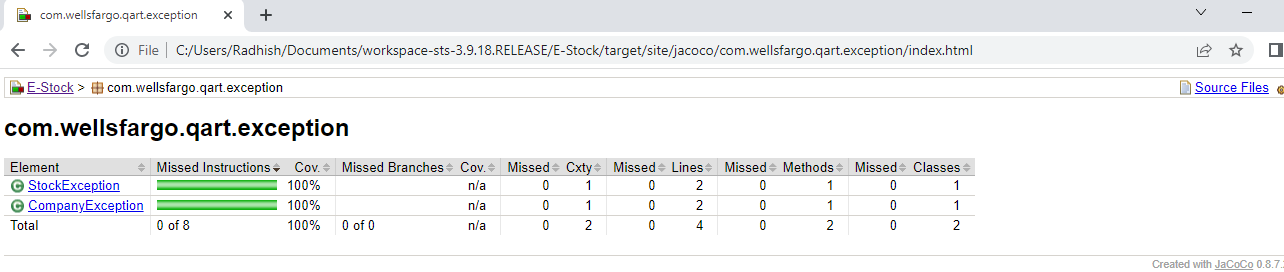 com.wellsfargo.qart.exception
File C:/Users/Radhish/Documents/workspace-sts-3.9.18.RELEASE/E-Stock/target/site/jacoco/com.wellsfargo.qart.exception/index.html
E-Stock > com.wellsfargo.qart.exception Source Files
com.wellsfargo.qart.exception
Element Missed Instructions Cov. Missed Branches Cov. Missed Cxty Missed Lines Missed Methods Missed Classes
StockException 100% n/a 0 1 0 2 0 1 0 1
CompanyException 100% n/a 0 1 0 2 0 1 0 1
Total 0 of 8 100% 0 of 0 n/a 0 2 0 4 0 2 0 2
Created with JaCoCo 0.8.7.